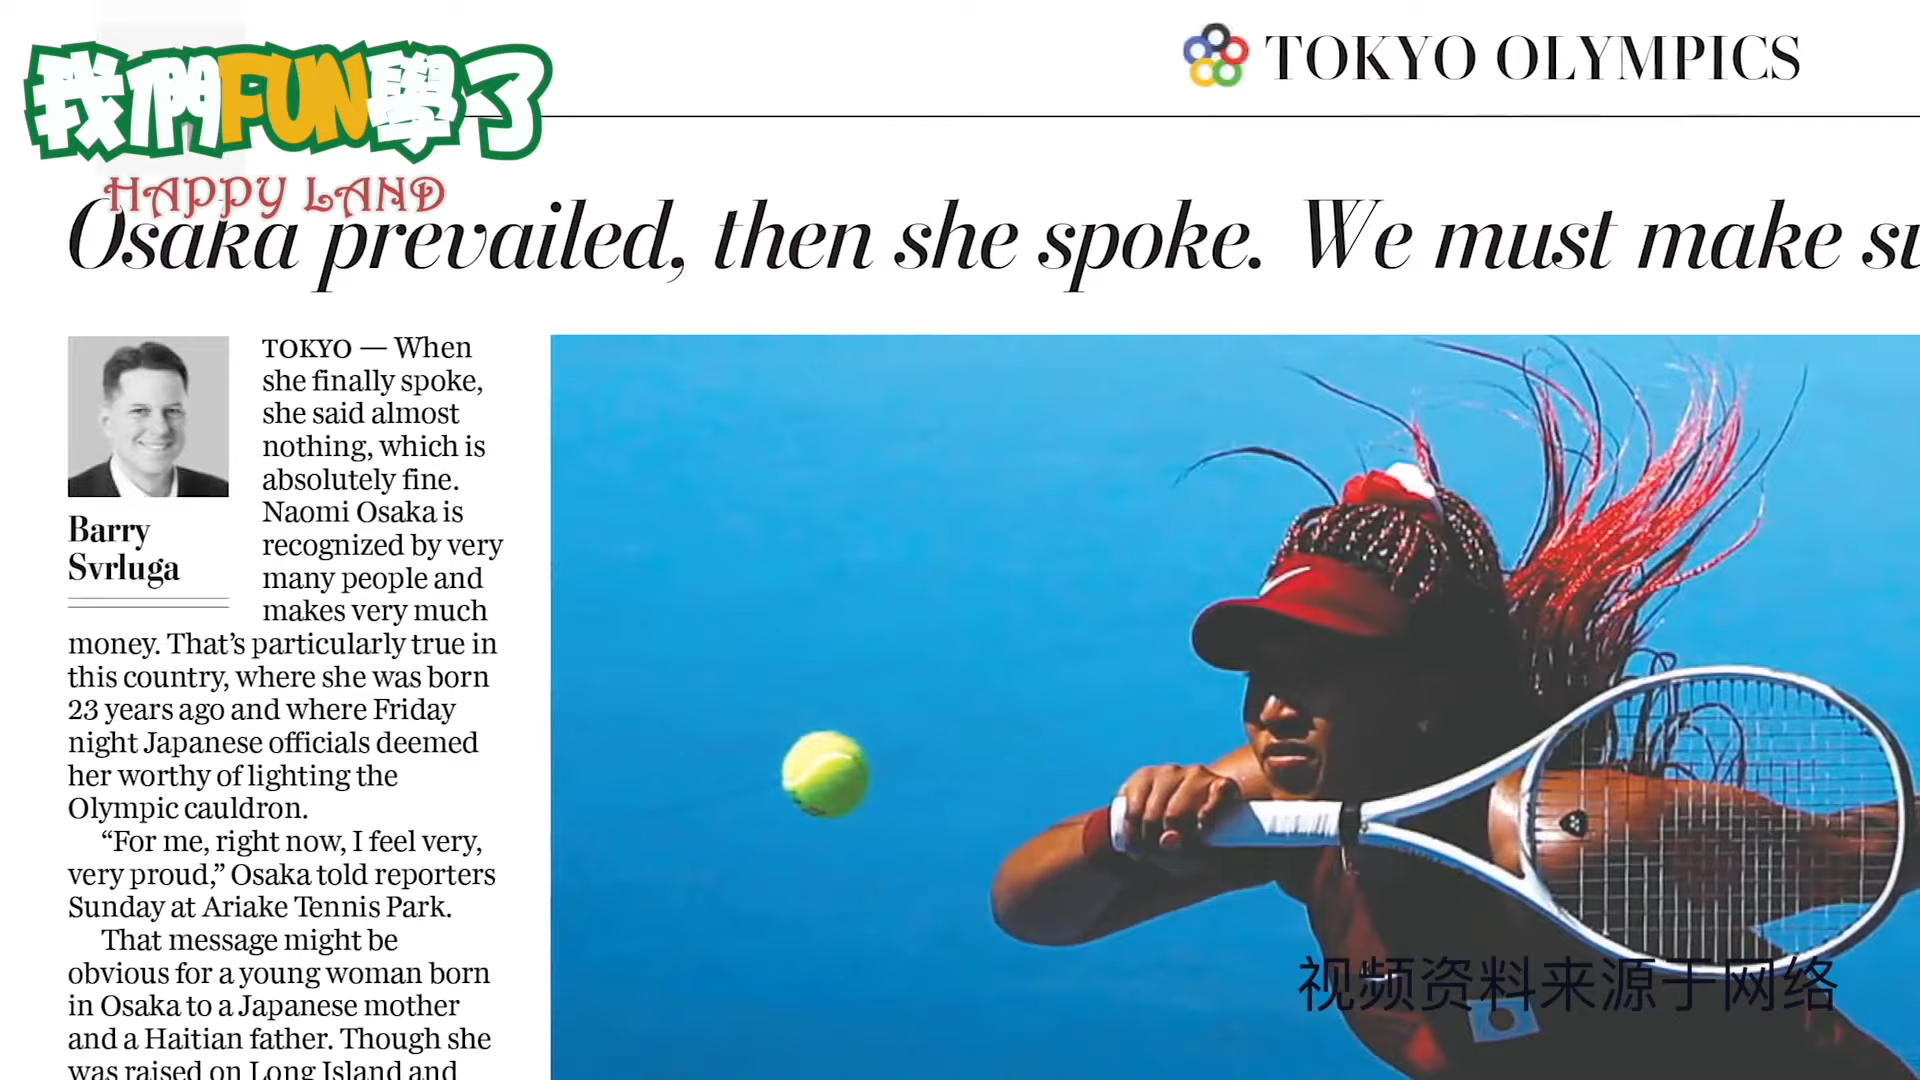 我們FUN學了
HAPPY LAND
TOKYO OLYMPICS
Osaka prevailed, then she spoke. We must make su
Barry
Svrluga
TOKYO — When
she finally spoke,
she said almost
nothing, which is
absolutely fine.
Naomi Osaka is
recognized by very
many people and
makes very much
money. That’s particularly true in
this country, where she was born
23 years ago and where Friday
night Japanese officials deemed
her worthy of lighting the
Olympic cauldron.
“For me, right now, I feel very,
very proud,” Osaka told reporters
Sunday at Ariake Tennis Park.
That message might be
obvious for a young woman born
in Osaka to a Japanese mother
and a Haitian father. Though she
was raised on Long Island and
视频资料来源于网络